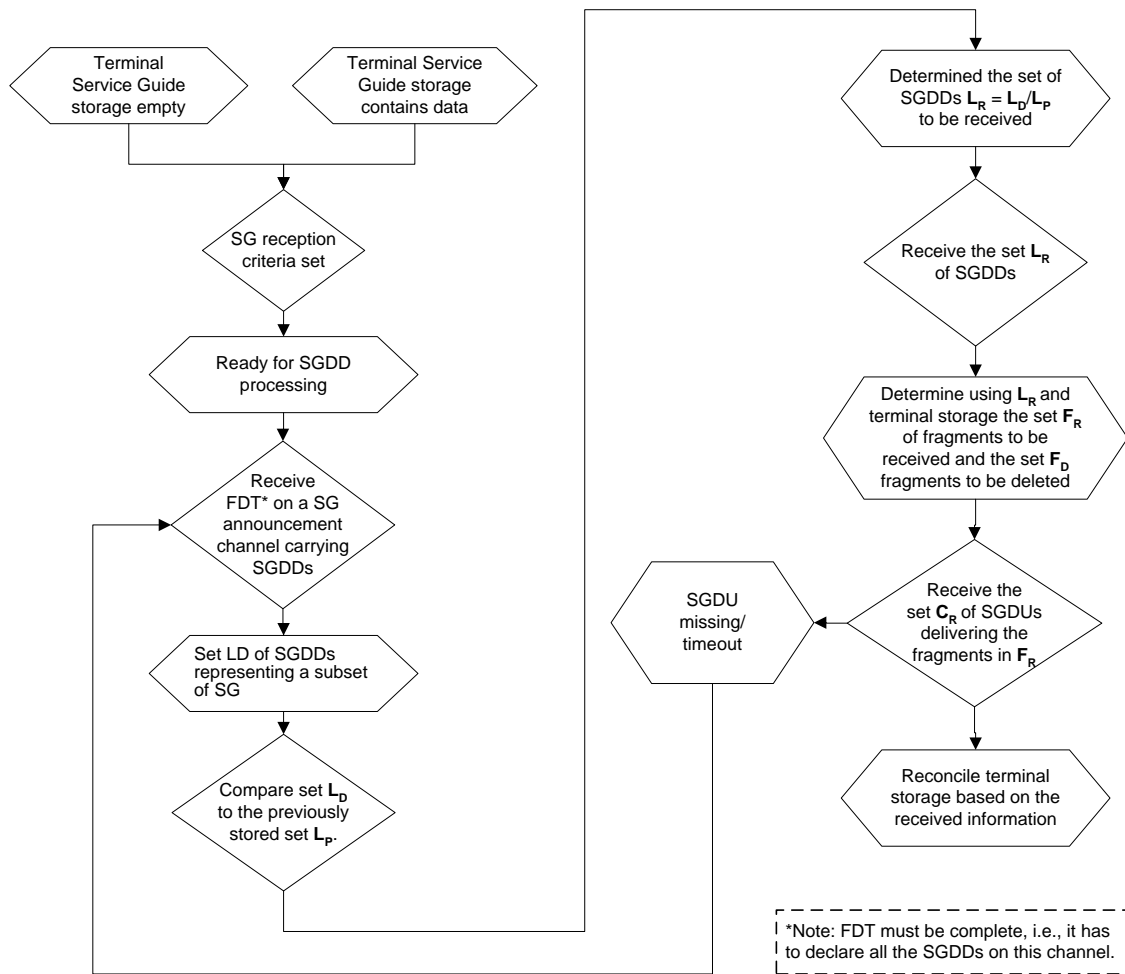 Terminal
Service Guide
storage empty
Terminal Service
Guide storage
contains data
SG reception
criteria set
Ready for SGDD
processing
Receive
FDT* on a SG
announcement
channel carrying
SGDDs
Set LD of SGDDs
representing a subset
of SG
Compare set LD
to the previously
stored set LP.
Determined the set of
SGDDs LR = LD/LP
to be received
Receive the set LR
of SGDDs
Determine using LR and
terminal storage the set FR
of fragments to be
received and the set FD
fragments to be deleted
Receive the
set CR of SGDUs
delivering the
fragments in FR
SGDU
missing/
timeout
Reconcile terminal
storage based on the
received information
*Note: FDT must be complete, i.e., it has
to declare all the SGDDs on this channel.